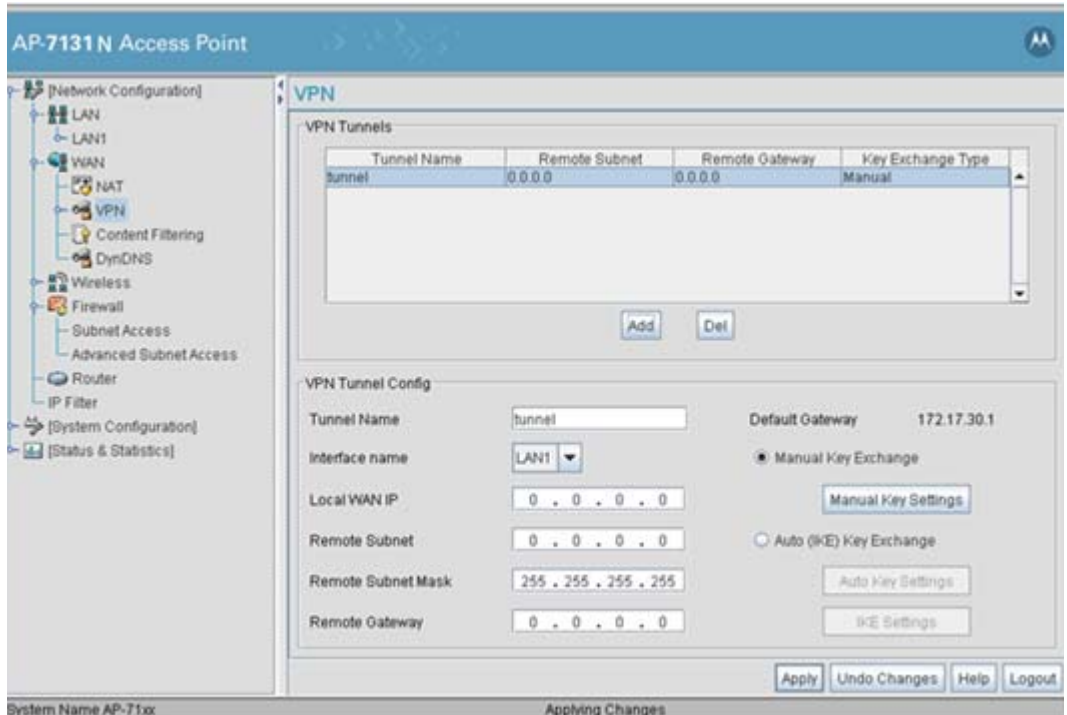 AP-7131N Access Point
[Network Configuration]
LAN
LAN1
WAN
NAT
VPN
Content Filtering
DynDNS
Wireless
Firewall
Subnet Access
Advanced Subnet Access
Router
IP Filter
[System Configuration]
[Status & Statistics]
VPN
VPN Tunnels
Tunnel Name Remote Subnet Remote Gateway Key Exchange Type
tunnel 0.0.0.0 0.0.0.0 Manual
Add Del
VPN Tunnel Config
Tunnel Name tunnel Default Gateway 172.17.30.1
Interface name LAN1 Manual Key Exchange
Local WAN IP 0 . 0 . 0 . 0 Manual Key Settings
Remote Subnet 0 . 0 . 0 . 0 Auto (IKE) Key Exchange
Remote Subnet Mask 255 . 255 . 255 . 255 Auto Key Settings
Remote Gateway 0 . 0 . 0 . 0 IKE Settings
Apply Undo Changes Help Logout
System Name AP-71xx Applying Changes